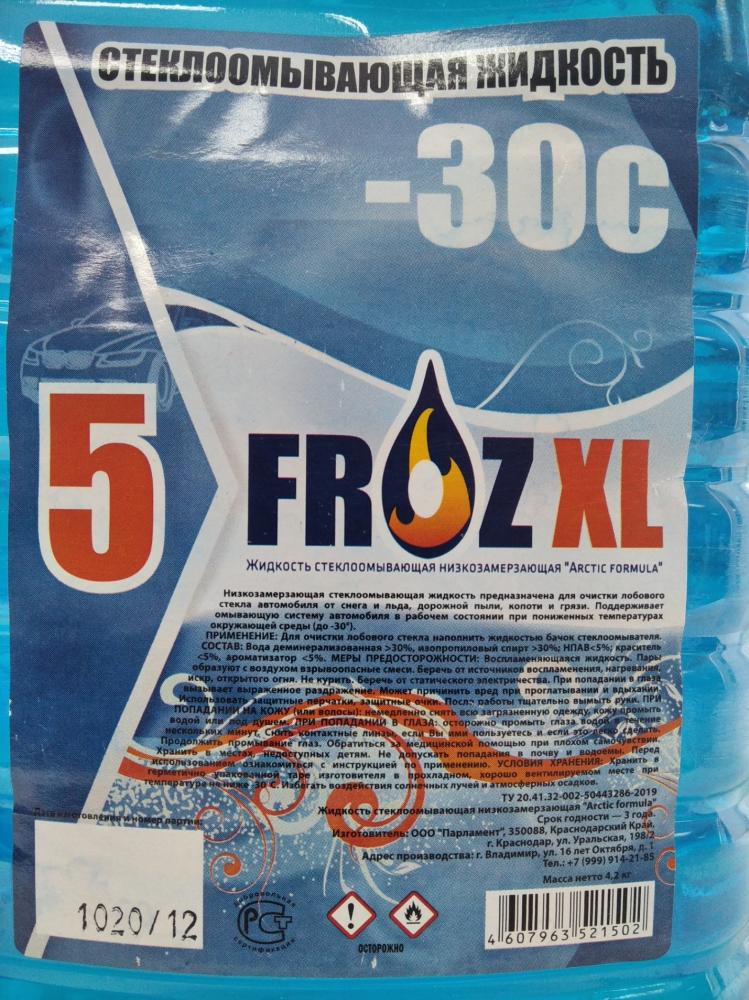 СТЕКЛООМЫВАЮЩАЯ ЖИДКОСТЬ
-30с
5
FROZ XL
Жидкость стеклоомывающая низкозамерзающая "Arctic formula"
Низкозамерзающая стеклоомывающая жидкость предназначена для очистки лобового
стекла автомобиля от снега и льда, дорожной пыли, копоти и грязи. Поддерживает
омывающую систему автомобиля в рабочем состоянии при пониженных температурах
окружающей среды (до -30°).
ПРИМЕНЕНИЕ: Для очистки лобового стекла наполнить жидкостью бачок стеклоомывателя.
СОСТАВ: Вода деминерализованная >30%, изопропиловый спирт >30%; НПАВ<5%; краситель
<5%, ароматизатор <5%. МЕРЫ ПРЕДОСТОРОЖНОСТИ: Воспламеняющаяся жидкость. Пары
образуют с воздухом взрывоопасные смеси. Беречь от источников воспламенения, нагревания,
искр, открытого огня. Не курить. Беречь от статического электричества. При попадании в глаза
вызывает выраженное раздражение. Может причинить вред при проглатывании и вдыхании.
Использовать защитные перчатки, защитные очки. После работы тщательно вымыть руки. ПРИ
ПОПАДАНИИ НА КОЖУ (или волосы): немедленно снять всю загрязненную одежду, кожу промыть
водой или под душем. ПРИ ПОПАДАНИИ В ГЛАЗА: осторожно промыть глаза водой в течение
нескольких минут. Снять контактные линзы, если вы ими пользуетесь и если это легко сделать.
Продолжить промывание глаз. Обратиться за медицинской помощью при плохом самочувствии.
Хранить в местах недоступных детям. Не допускать попадания в почву и водоемы. Перед
использованием ознакомиться с инструкцией по применению. УСЛОВИЯ ХРАНЕНИЯ: Хранить в
герметично упакованной таре изготовителя в прохладном, хорошо вентилируемом месте при
температуре не ниже -30°С. Избегать воздействия солнечных лучей и атмосферных осадков.
ТУ 20.41.32-002-50443286-2019
Жидкость стеклоомывающая низкозамерзающая "Arctic formula"
Срок годности — 3 года.
Изготовитель: ООО "Парламент", 350088, Краснодарский Край,
г. Краснодар, ул. Уральская, 198/2
Адрес производства: г. Владимир, ул. 16 лет Октября, д. 1
Тел.: +7 (999) 914-21-85
Масса нетто 4,2 кг
Дата изготовления и номер партии:
1020/12
добровольная
РСТ
сертификация
ОСТОРОЖНО
4 607963 521502